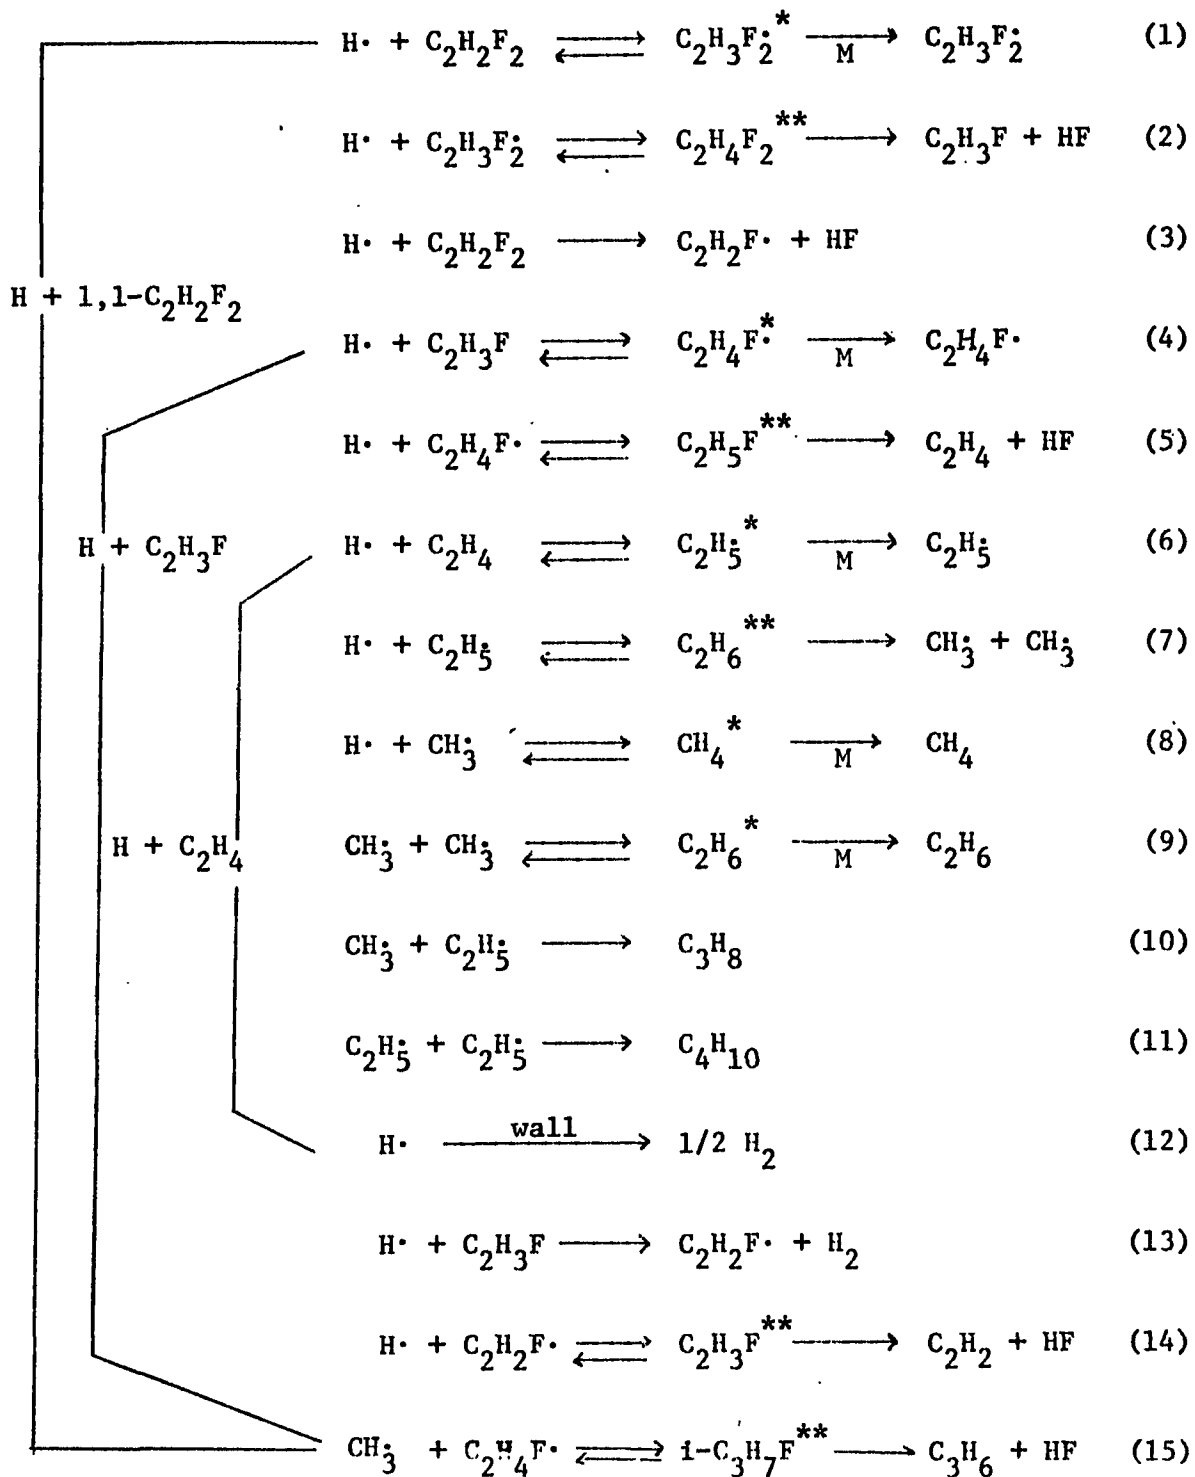 H· + C₂H₂F₂ ⇌ C₂H₃F₂·* →M C₂H₃F₂· (1)
H· + C₂H₃F₂· ⇌ C₂H₄F₂** → C₂H₃F + HF (2)
H· + C₂H₂F₂ → C₂H₂F· + HF (3)
H + 1,1-C₂H₂F₂
H· + C₂H₃F ⇌ C₂H₄F·* →M C₂H₄F· (4)
H· + C₂H₄F· ⇌ C₂H₅F** → C₂H₄ + HF (5)
H + C₂H₃F
H· + C₂H₄ ⇌ C₂H₅·* →M C₂H₅· (6)
H· + C₂H₅· ⇌ C₂H₆** → CH₃· + CH₃· (7)
H· + CH₃· ⇌ CH₄* →M CH₄ (8)
H + C₂H₄
CH₃· + CH₃· ⇌ C₂H₆* →M C₂H₆ (9)
CH₃· + C₂H₅· → C₃H₈ (10)
C₂H₅· + C₂H₅· → C₄H₁₀ (11)
H· →wall 1/2 H₂ (12)
H· + C₂H₃F → C₂H₂F· + H₂ (13)
H· + C₂H₂F· ⇌ C₂H₃F** → C₂H₂ + HF (14)
CH₃· + C₂H₄F· ⇌ i-C₃H₇F** → C₃H₆ + HF (15)